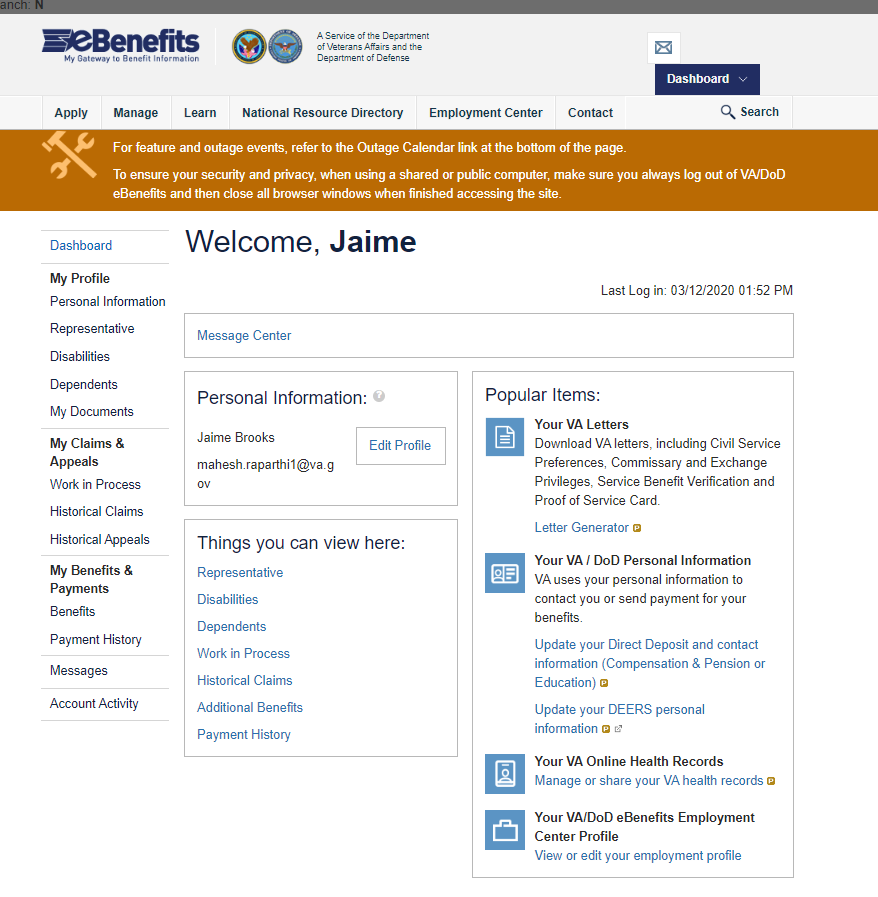 anch: N
eBenefits
My Gateway to Benefit Information
A Service of the Department
of Veterans Affairs and the
Department of Defense
Dashboard
Apply
Manage
Learn
National Resource Directory
Employment Center
Contact
Search
For feature and outage events, refer to the Outage Calendar link at the bottom of the page.
To ensure your security and privacy, when using a shared or public computer, make sure you always log out of VA/DoD
eBenefits and then close all browser windows when finished accessing the site.
Dashboard
My Profile
Personal Information
Representative
Disabilities
Dependents
My Documents
My Claims &
Appeals
Work in Process
Historical Claims
Historical Appeals
My Benefits &
Payments
Benefits
Payment History
Messages
Account Activity
Welcome, Jaime
Last Log in: 03/12/2020 01:52 PM
Message Center
Personal Information: ?
Jaime Brooks
mahesh.raparthi1@va.g
ov
Edit Profile
Things you can view here:
Representative
Disabilities
Dependents
Work in Process
Historical Claims
Additional Benefits
Payment History
Popular Items:
Your VA Letters
Download VA letters, including Civil Service
Preferences, Commissary and Exchange
Privileges, Service Benefit Verification and
Proof of Service Card.
Letter Generator P
Your VA / DoD Personal Information
VA uses your personal information to
contact you or send payment for your
benefits.
Update your Direct Deposit and contact
information (Compensation & Pension or
Education) P
Update your DEERS personal
information P
Your VA Online Health Records
Manage or share your VA health records P
Your VA/DoD eBenefits Employment
Center Profile
View or edit your employment profile